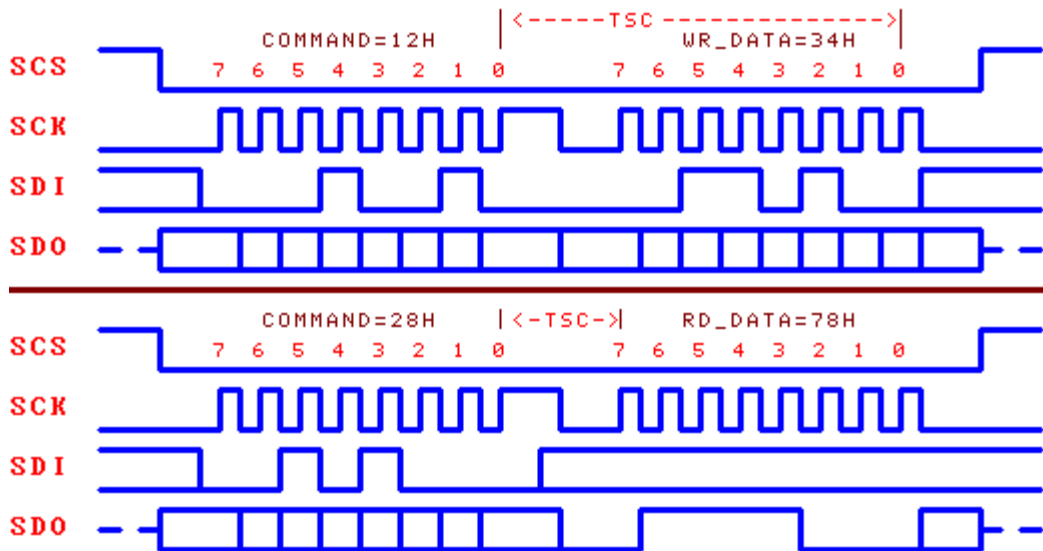 <-----TSC -------------->
COMMAND=12H WR_DATA=34H
SCS 7 6 5 4 3 2 1 0 7 6 5 4 3 2 1 0
SCK
SDI
SDO
COMMAND=28H |<-TSC->| RD_DATA=78H
SCS 7 6 5 4 3 2 1 0 7 6 5 4 3 2 1 0
SCK
SDI
SDO